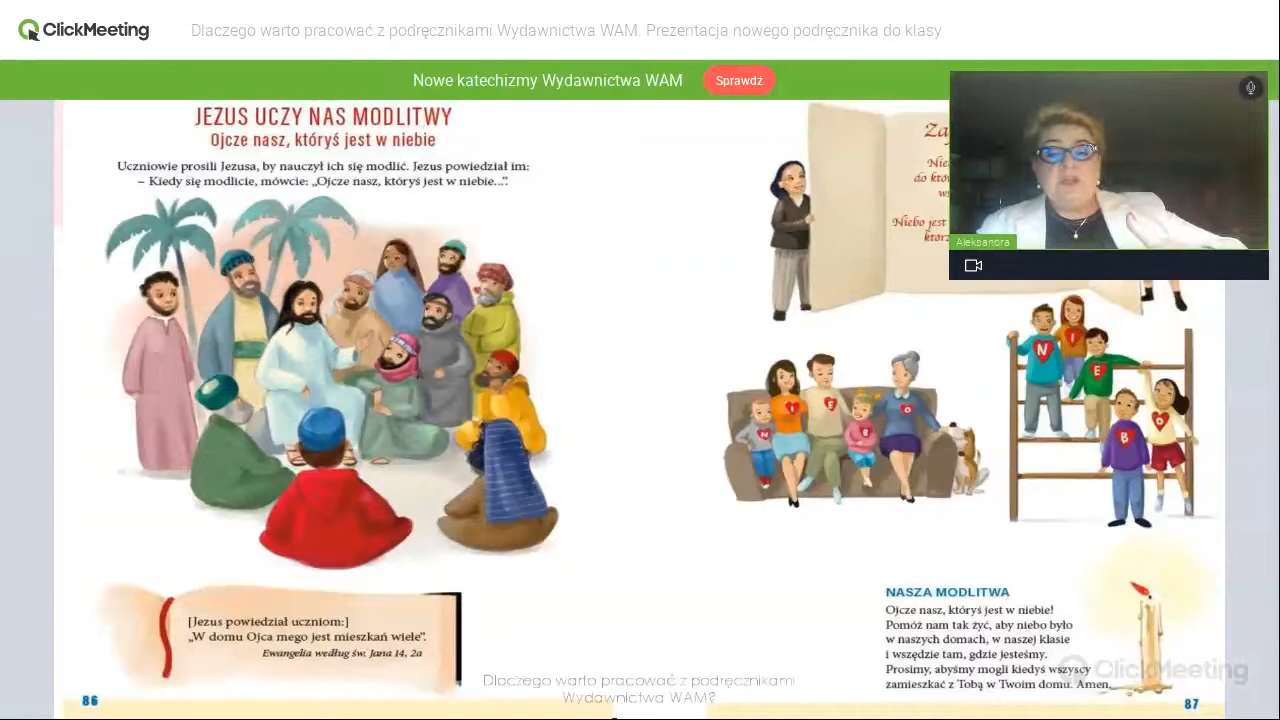 ClickMeeting
Dlaczego warto pracować z podręcznikami Wydawnictwa WAM. Prezentacja nowego podręcznika do klasy
Nowe katechizmy Wydawnictwa WAM
Sprawdź
JEZUS UCZY NAS MODLITWY
Ojcze nasz, któryś jest w niebie
Uczniowie prosili Jezusa, by nauczył ich się modlić. Jezus powiedział im:
– Kiedy się modlicie, mówcie: „Ojcze nasz, któryś jest w niebie...”.
[Jezus powiedział uczniom:]
„W domu Ojca mego jest mieszkań wiele”.
Ewangelia według św. Jana 14, 2a
86
do
Niebo jest
Aleksandra
N I E B O
N I E B O
NASZA MODLITWA
Ojcze nasz, któryś jest w niebie!
Pomóż nam tak żyć, aby niebo było
w naszych domach, w naszej klasie
i wszędzie tam, gdzie jesteśmy.
Prosimy, abyśmy mogli kiedyś wszyscy
zamieszkać z Tobą w Twoim domu. Amen.
87
ClickMeeting
Dlaczego warto pracować z podręcznikami
Wydawnictwa WAM?